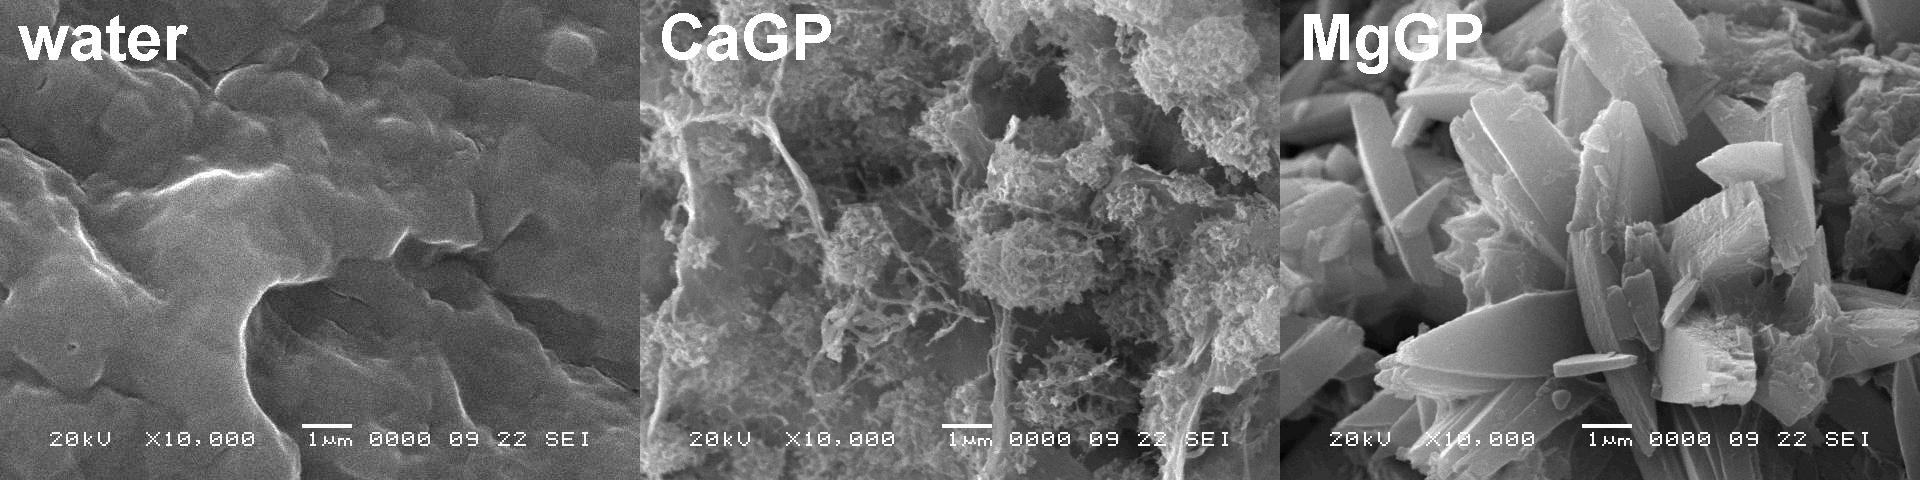 water
CaGP
MgGP
20kV X10,000 1μm 0000 09 22 SEI
20kV X10,000 1μm 0000 09 22 SEI
20kV X10,000 1μm 0000 09 22 SEI